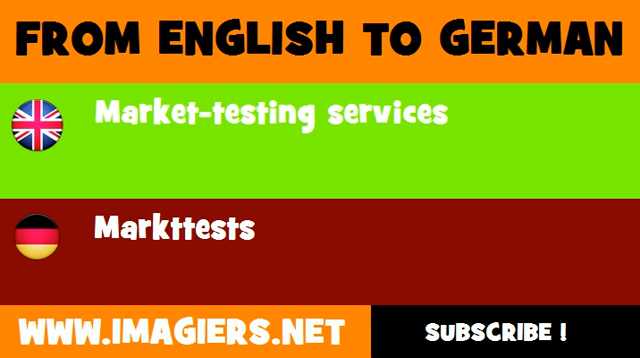 FROM ENGLISH TO GERMAN
Market-testing services
Markttests
WWW.IMAGIERS.NET
SUBSCRIBE !